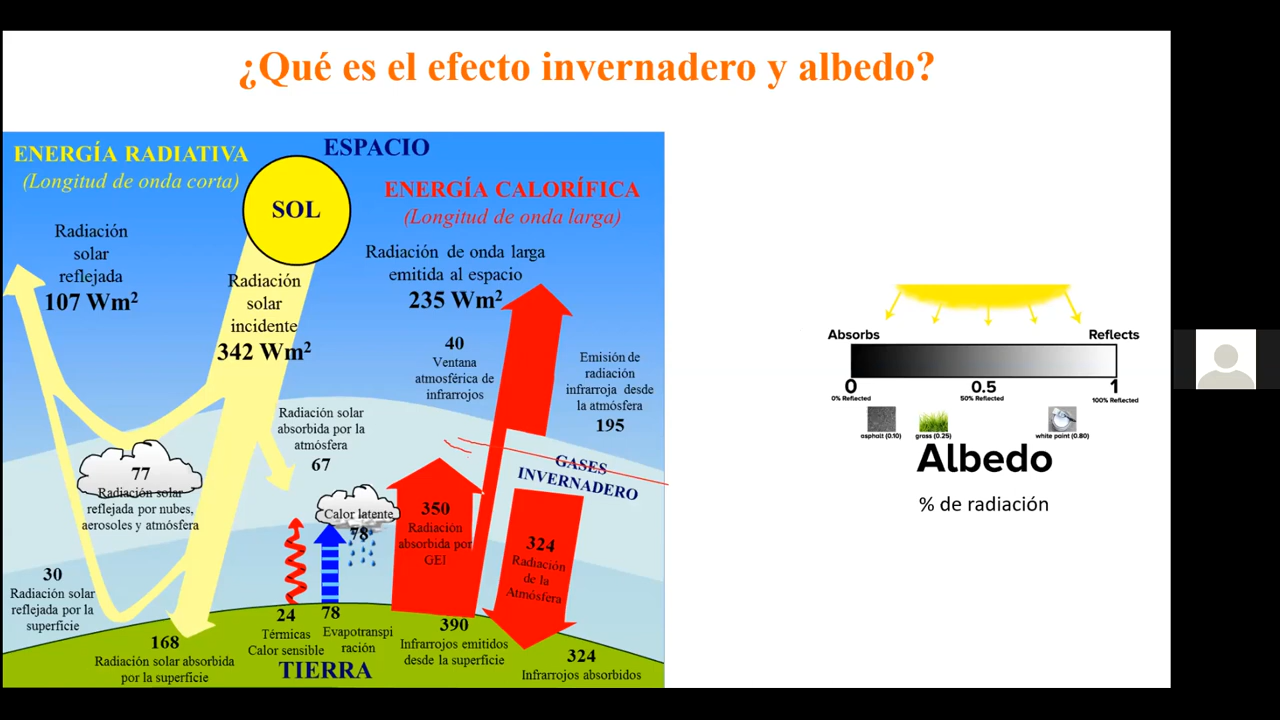 ¿Qué es el efecto invernadero y albedo?
ENERGÍA RADIATIVA
(Longitud de onda corta)
ESPACIO
SOL
ENERGÍA CALORÍFICA
(Longitud de onda larga)
Radiación
solar
reflejada
107 Wm²
Radiación
solar
incidente
342 Wm²
Radiación de onda larga
emitida al espacio
235 Wm²
40
Ventana
atmosférica de
infrarrojos
Emisión de
radiación
infrarroja desde
la atmósfera
195
Radiación solar
absorbida por la
atmósfera
67
77
Radiación solar
reflejada por nubes,
aerosoles y atmósfera
Calor latente
78
GASES
INVERNADERO
350
Radiación
absorbida por
GEI
324
Radiación
de la
Atmósfera
30
Radiación solar
reflejada por la
superficie
168
Radiación solar absorbida
por la superficie
24
Térmicas
Calor sensible
78
Evapotranspi
ración
390
Infrarrojos emitidos
desde la superficie
324
Infrarrojos absorbidos
TIERRA
Absorbs
Reflects
0
0% Reflected
0.5
50% Reflected
1
100% Reflected
asphalt (0.10)
grass (0.25)
white paint (0.80)
Albedo
% de radiación